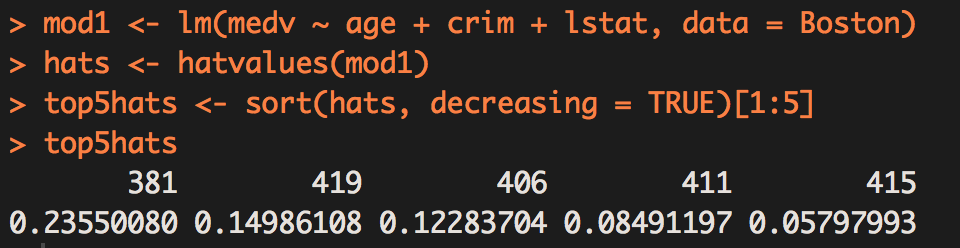 > mod1 <- lm(medv ~ age + crim + lstat, data = Boston)
> hats <- hatvalues(mod1)
> top5hats <- sort(hats, decreasing = TRUE)[1:5]
> top5hats
       381        419        406        411        415
0.23550080 0.14986108 0.12283704 0.08491197 0.05797993